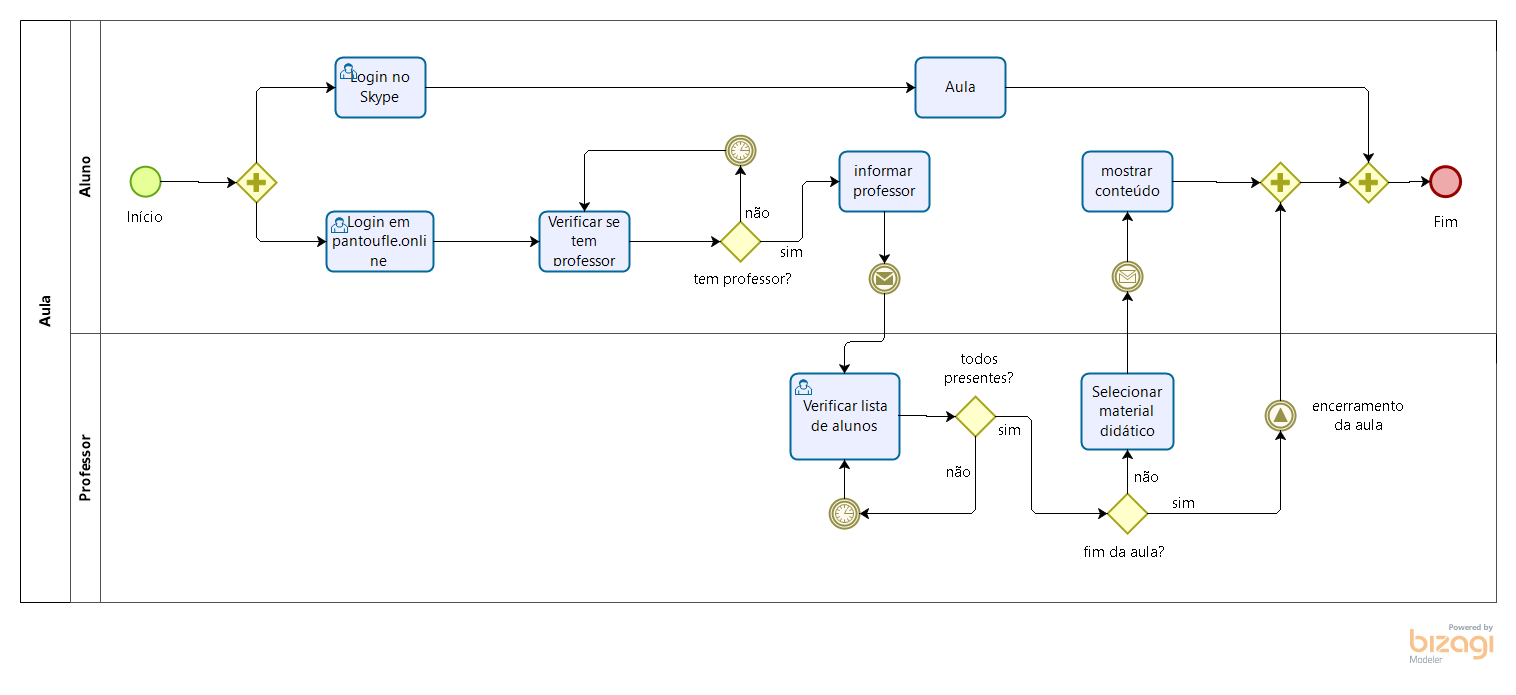 Aula
Aluno
Início
Login no
Skype
Login em
pantoufle.onli
ne
Verificar se
tem
professor
não
sim
tem professor?
informar
professor
Aula
mostrar
conteúdo
Fim
Professor
Verificar lista
de alunos
todos
presentes?
sim
não
Selecionar
material
didático
não
sim
fim da aula?
encerramento
da aula
Powered by
bizagi
Modeler